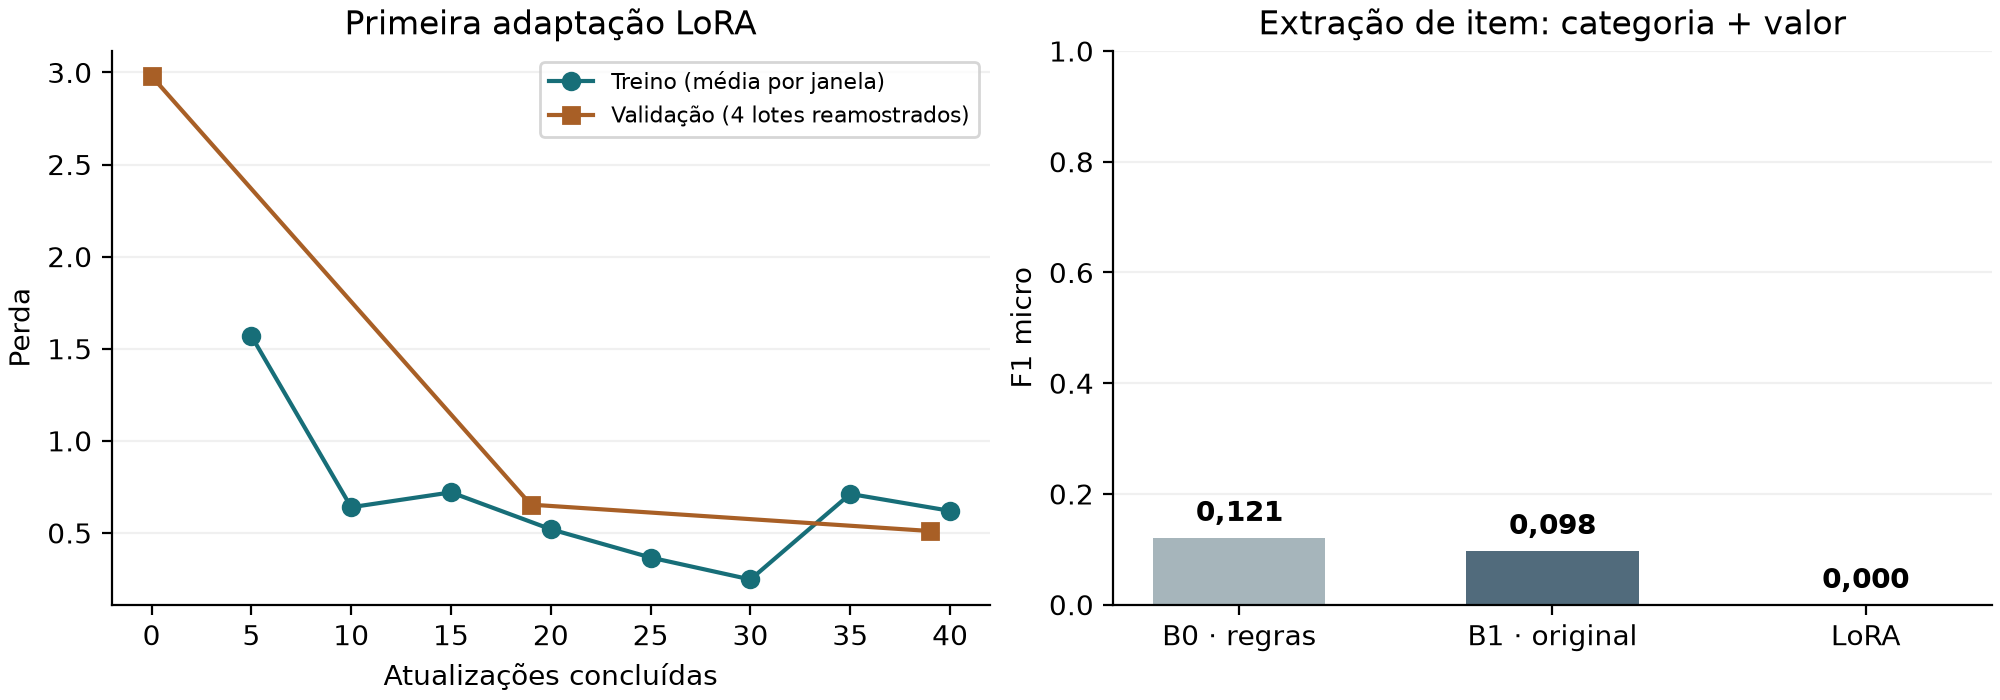 Primeira adaptação LoRA
Treino (média por janela)
Validação (4 lotes reamostrados)
Perda
3.0
2.5
2.0
1.5
1.0
0.5
0 5 10 15 20 25 30 35 40
Atualizações concluídas
Extração de item: categoria + valor
F1 micro
1.0
0.8
0.6
0.4
0.2
0.0
0,121 0,098 0,000
B0 · regras B1 · original LoRA